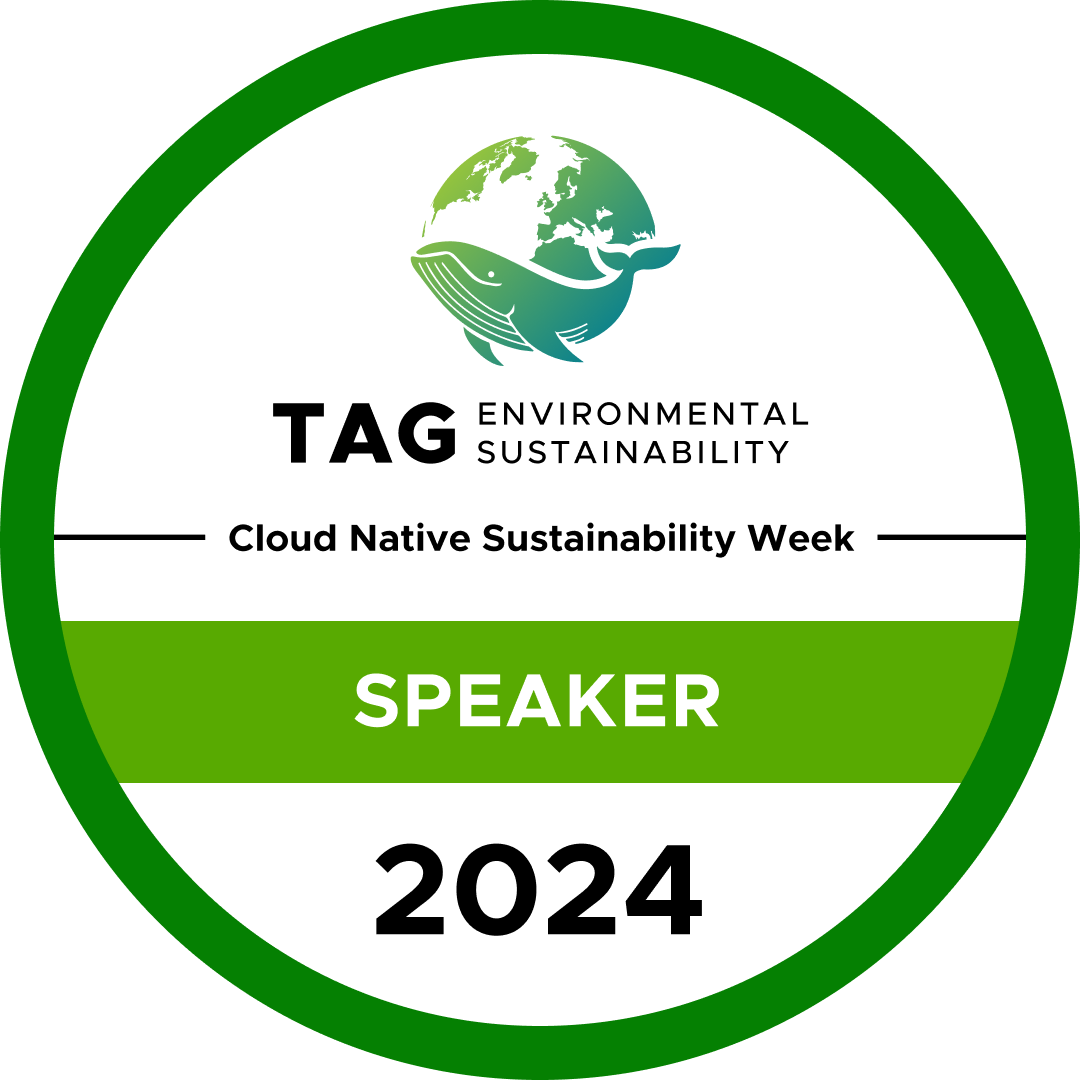 TAG ENVIRONMENTAL
SUSTAINABILITY
Cloud Native Sustainability Week
SPEAKER
2024